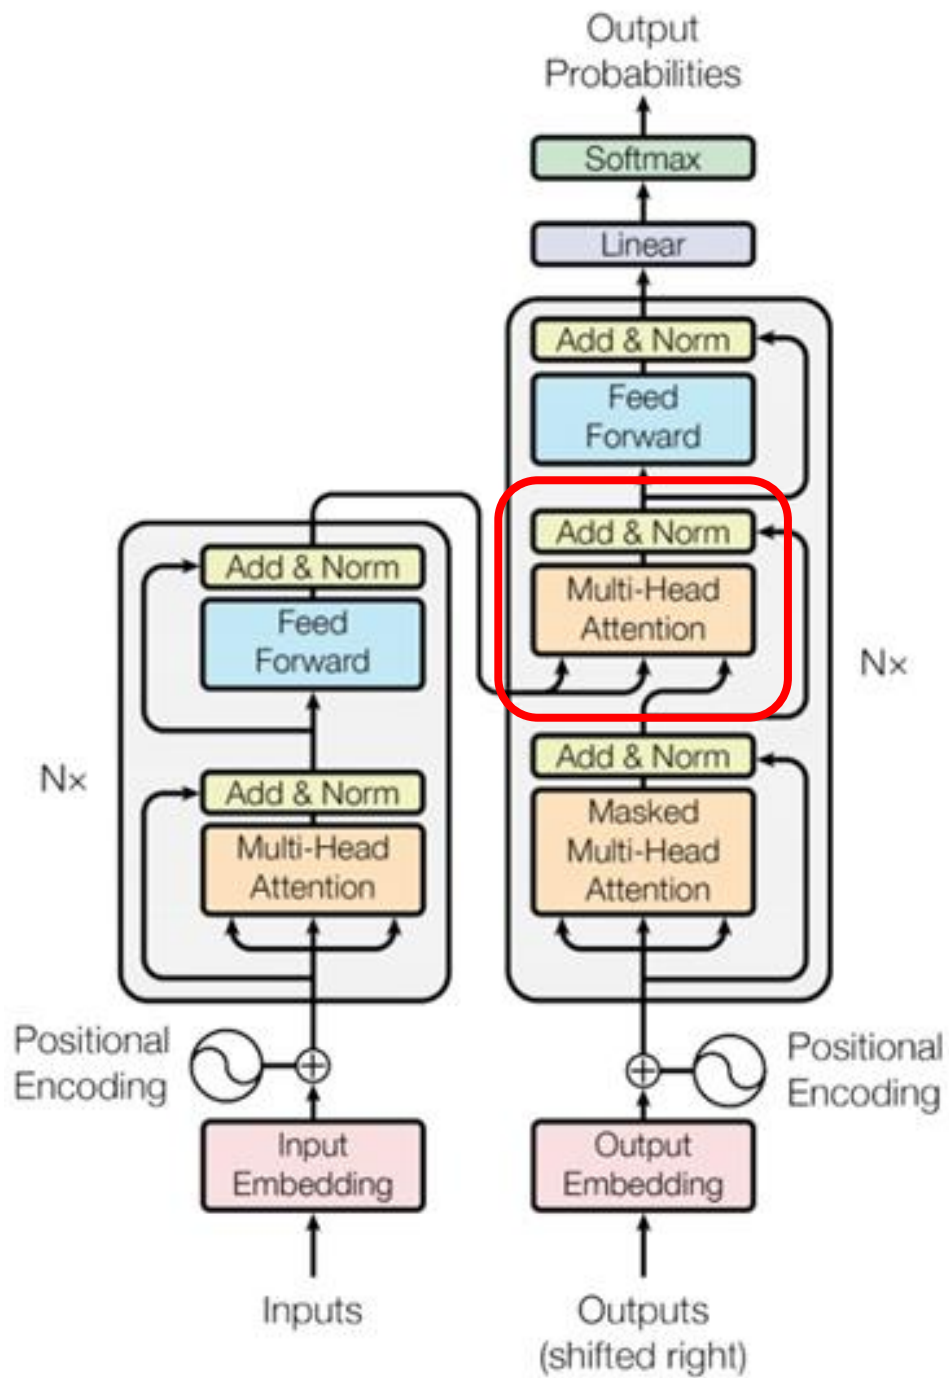 Output
Probabilities
Softmax
Linear
Add & Norm
Feed
Forward
Add & Norm
Multi-Head
Attention
Nx
Add & Norm
Masked
Multi-Head
Attention
Add & Norm
Feed
Forward
Nx
Add & Norm
Multi-Head
Attention
Positional
Encoding
Positional
Encoding
Input
Embedding
Output
Embedding
Inputs
Outputs
(shifted right)